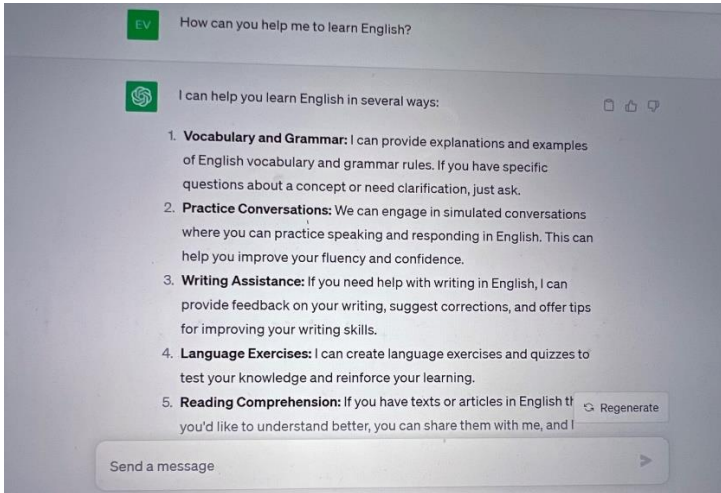 EV
How can you help me to learn English?
I can help you learn English in several ways:
1. Vocabulary and Grammar: I can provide explanations and examples
of English vocabulary and grammar rules. If you have specific
questions about a concept or need clarification, just ask.
2. Practice Conversations: We can engage in simulated conversations
where you can practice speaking and responding in English. This can
help you improve your fluency and confidence.
3. Writing Assistance: If you need help with writing in English, I can
provide feedback on your writing, suggest corrections, and offer tips
for improving your writing skills.
4. Language Exercises: I can create language exercises and quizzes to
test your knowledge and reinforce your learning.
5. Reading Comprehension: If you have texts or articles in English
Regenerate
you'd like to understand better, you can share them with me, and I
Send a message